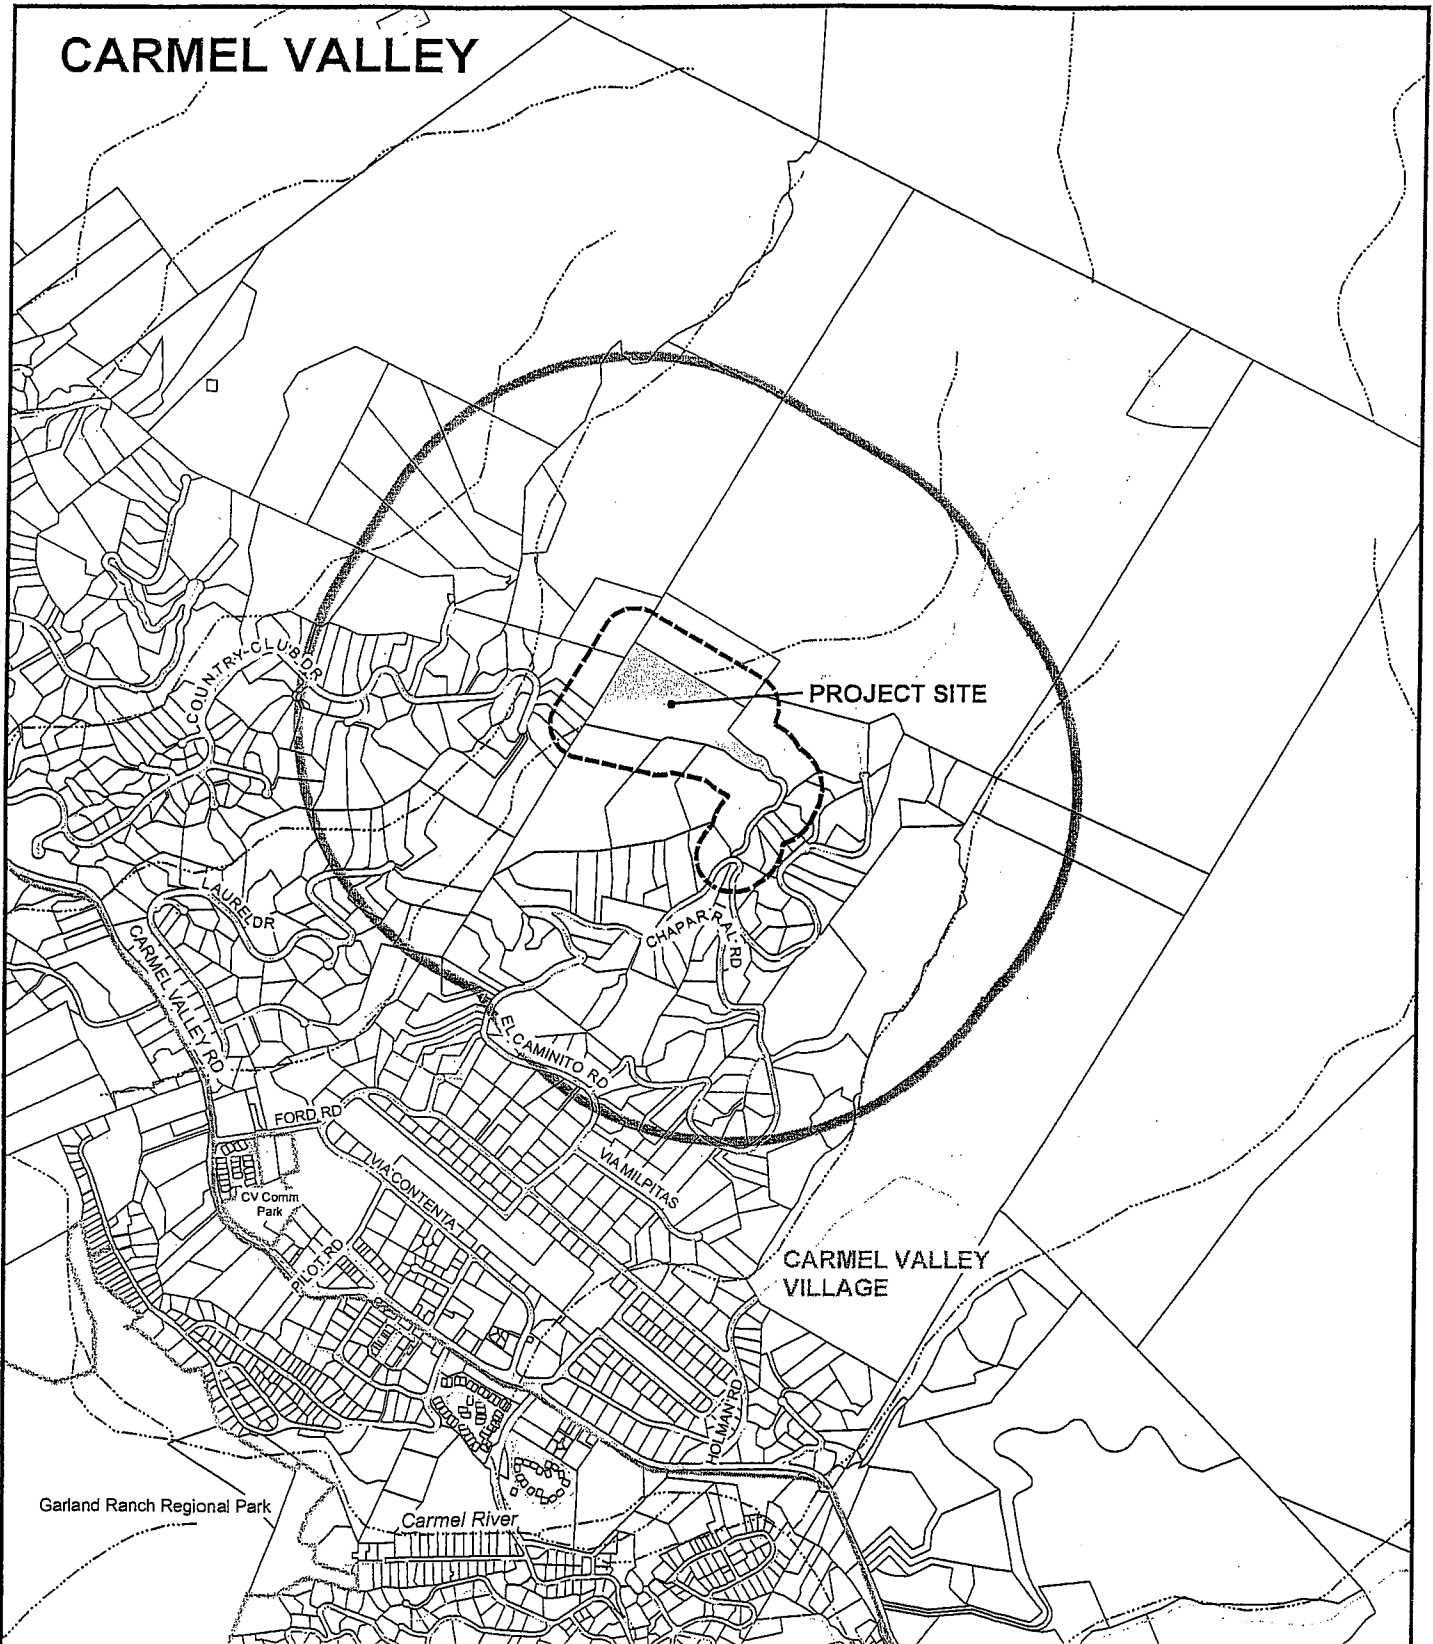 CARMEL VALLEY
COUNTRY CLUB DR
PROJECT SITE
LAUREL DR
CARMEL VALLEY RD
CHAPARRAL RD
EL CAMINITO RD
FORD RD
VIA CONTENTA
VIA MILPITAS
CV Comm
Park
PILOT RD
CARMEL VALLEY
VILLAGE
HOLMAN RD
Garland Ranch Regional Park
Carmel River